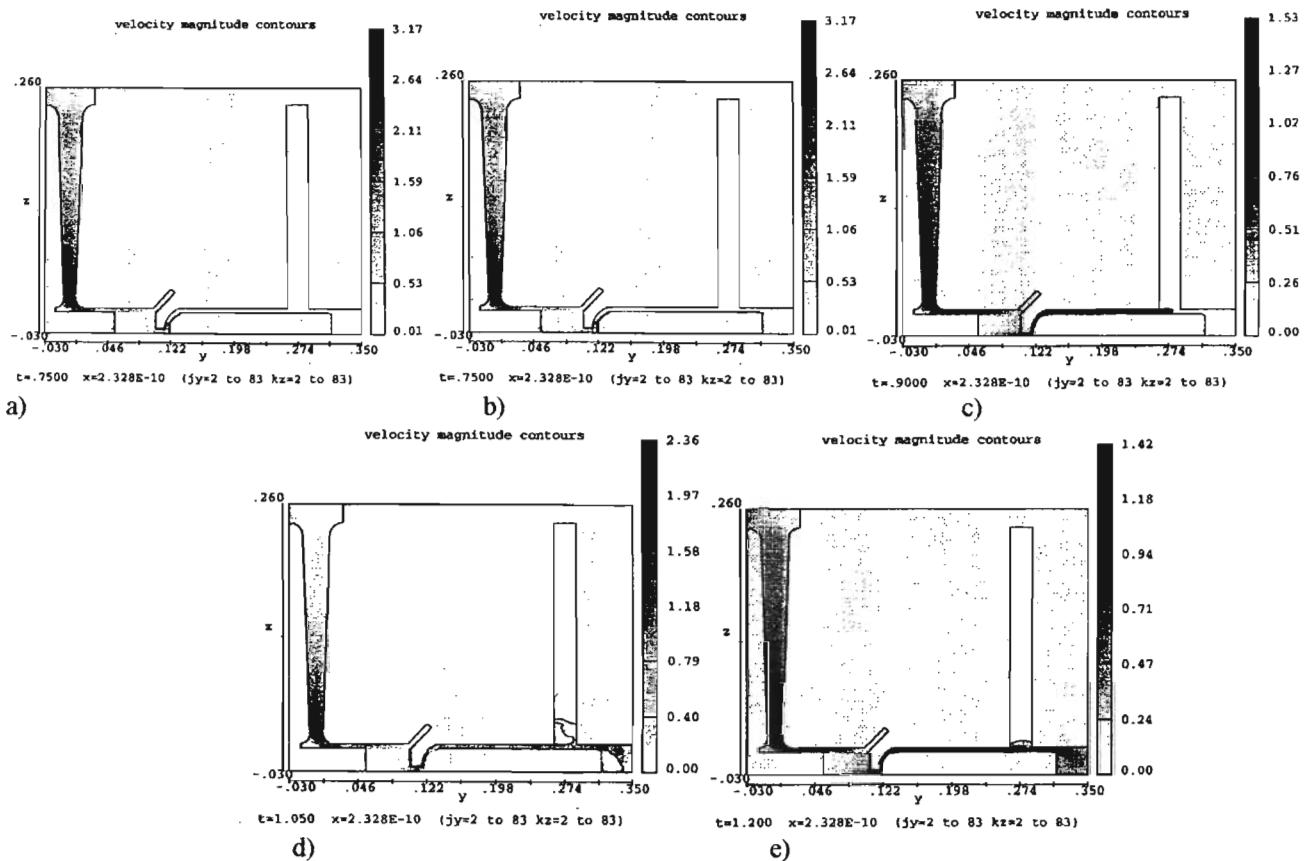 velocity magnitude contours
3.17
2.64
2.11
1.59
1.06
0.53
0.01
.260
z
-.030
-.030 .046 .122 .198 .274 .350
y
t=.7500 x=2.328E-10 (jy=2 to 83 kz=2 to 83)
a)
velocity magnitude contours
3.17
2.64
2.11
1.59
1.06
0.53
0.01
.260
z
-.030
-.030 .046 .122 .198 .274 .350
y
t=.7500 x=2.328E-10 (jy=2 to 83 kz=2 to 83)
b)
velocity magnitude contours
1.53
1.27
1.02
0.76
0.51
0.26
0.00
.260
z
-.030
-.030 .046 .122 .198 .274 .350
y
t=.9000 x=2.328E-10 (jy=2 to 83 kz=2 to 83)
c)
velocity magnitude contours
2.36
1.97
1.58
1.18
0.79
0.40
0.00
.260
z
-.030
-.030 .046 .122 .198 .274 .350
y
t=1.050 x=2.328E-10 (jy=2 to 83 kz=2 to 83)
d)
velocity magnitude contours
1.42
1.18
0.94
0.71
0.47
0.24
0.00
.260
z
-.030
-.030 .046 .122 .198 .274 .350
y
t=1.200 x=2.328E-10 (jy=2 to 83 kz=2 to 83)
e)